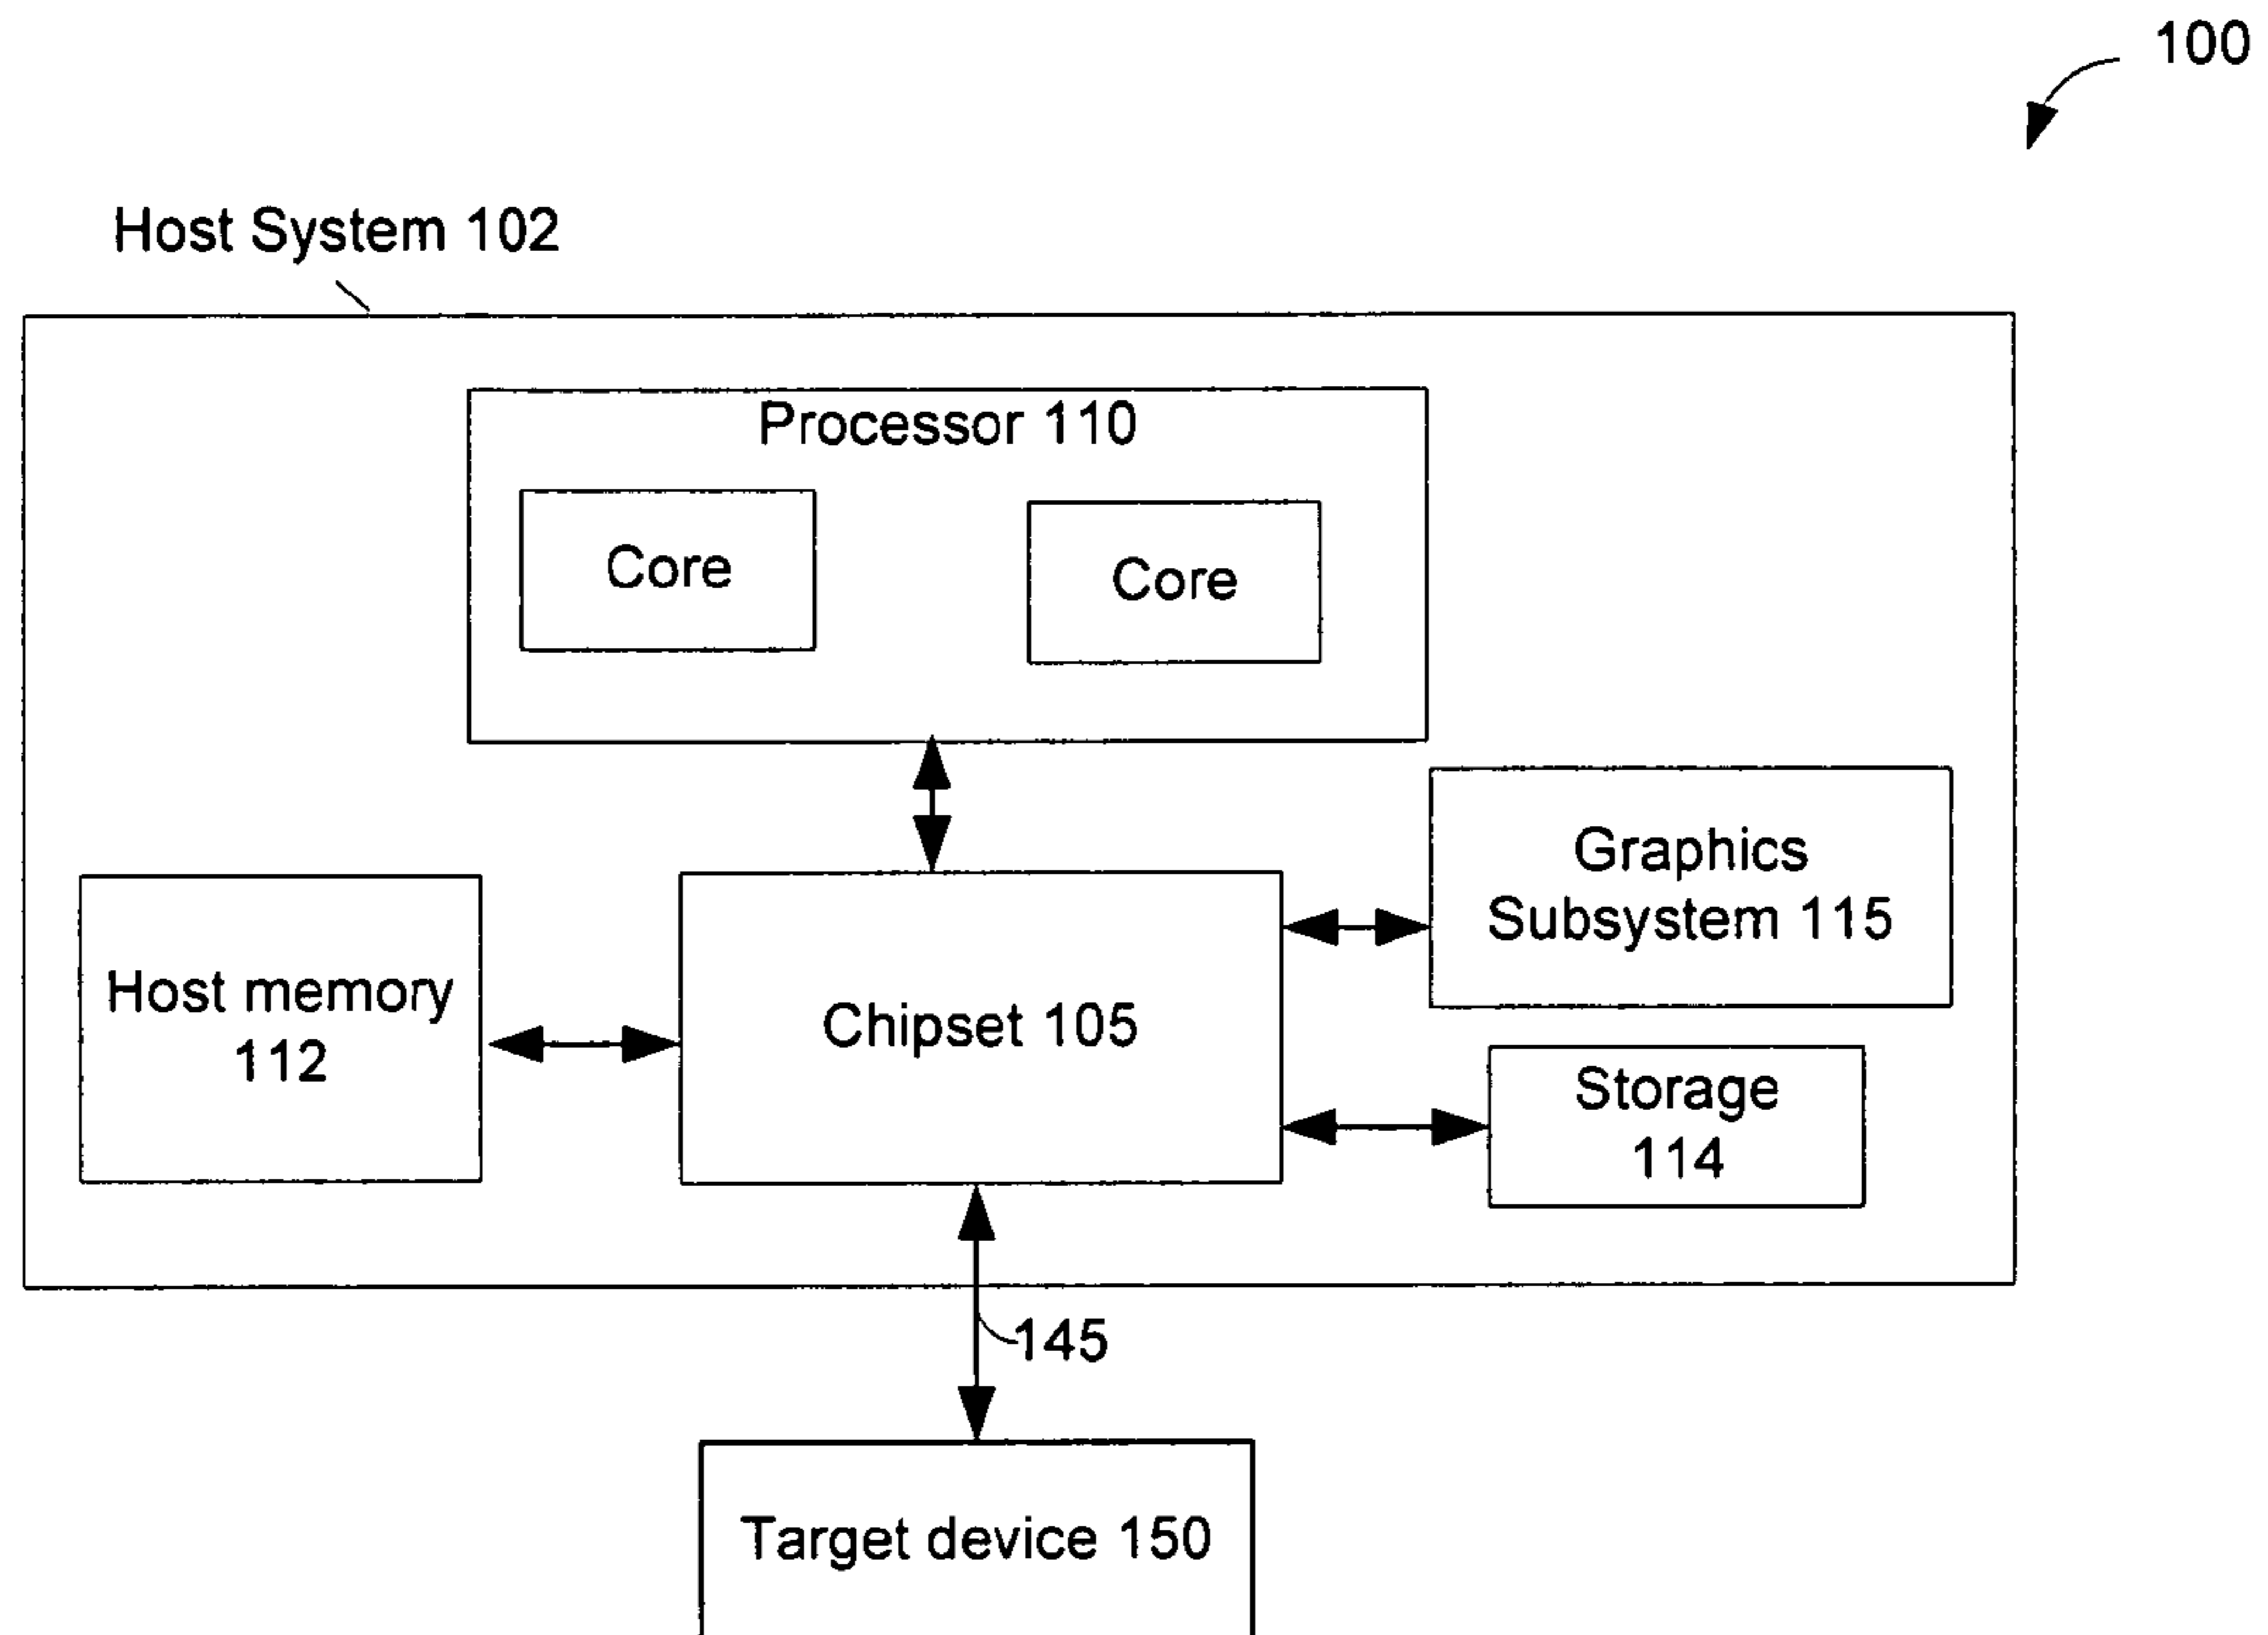 100
Host System 102
Processor 110
Core
Core
Graphics
Subsystem 115
Host memory
112
Chipset 105
Storage
114
145
Target device 150